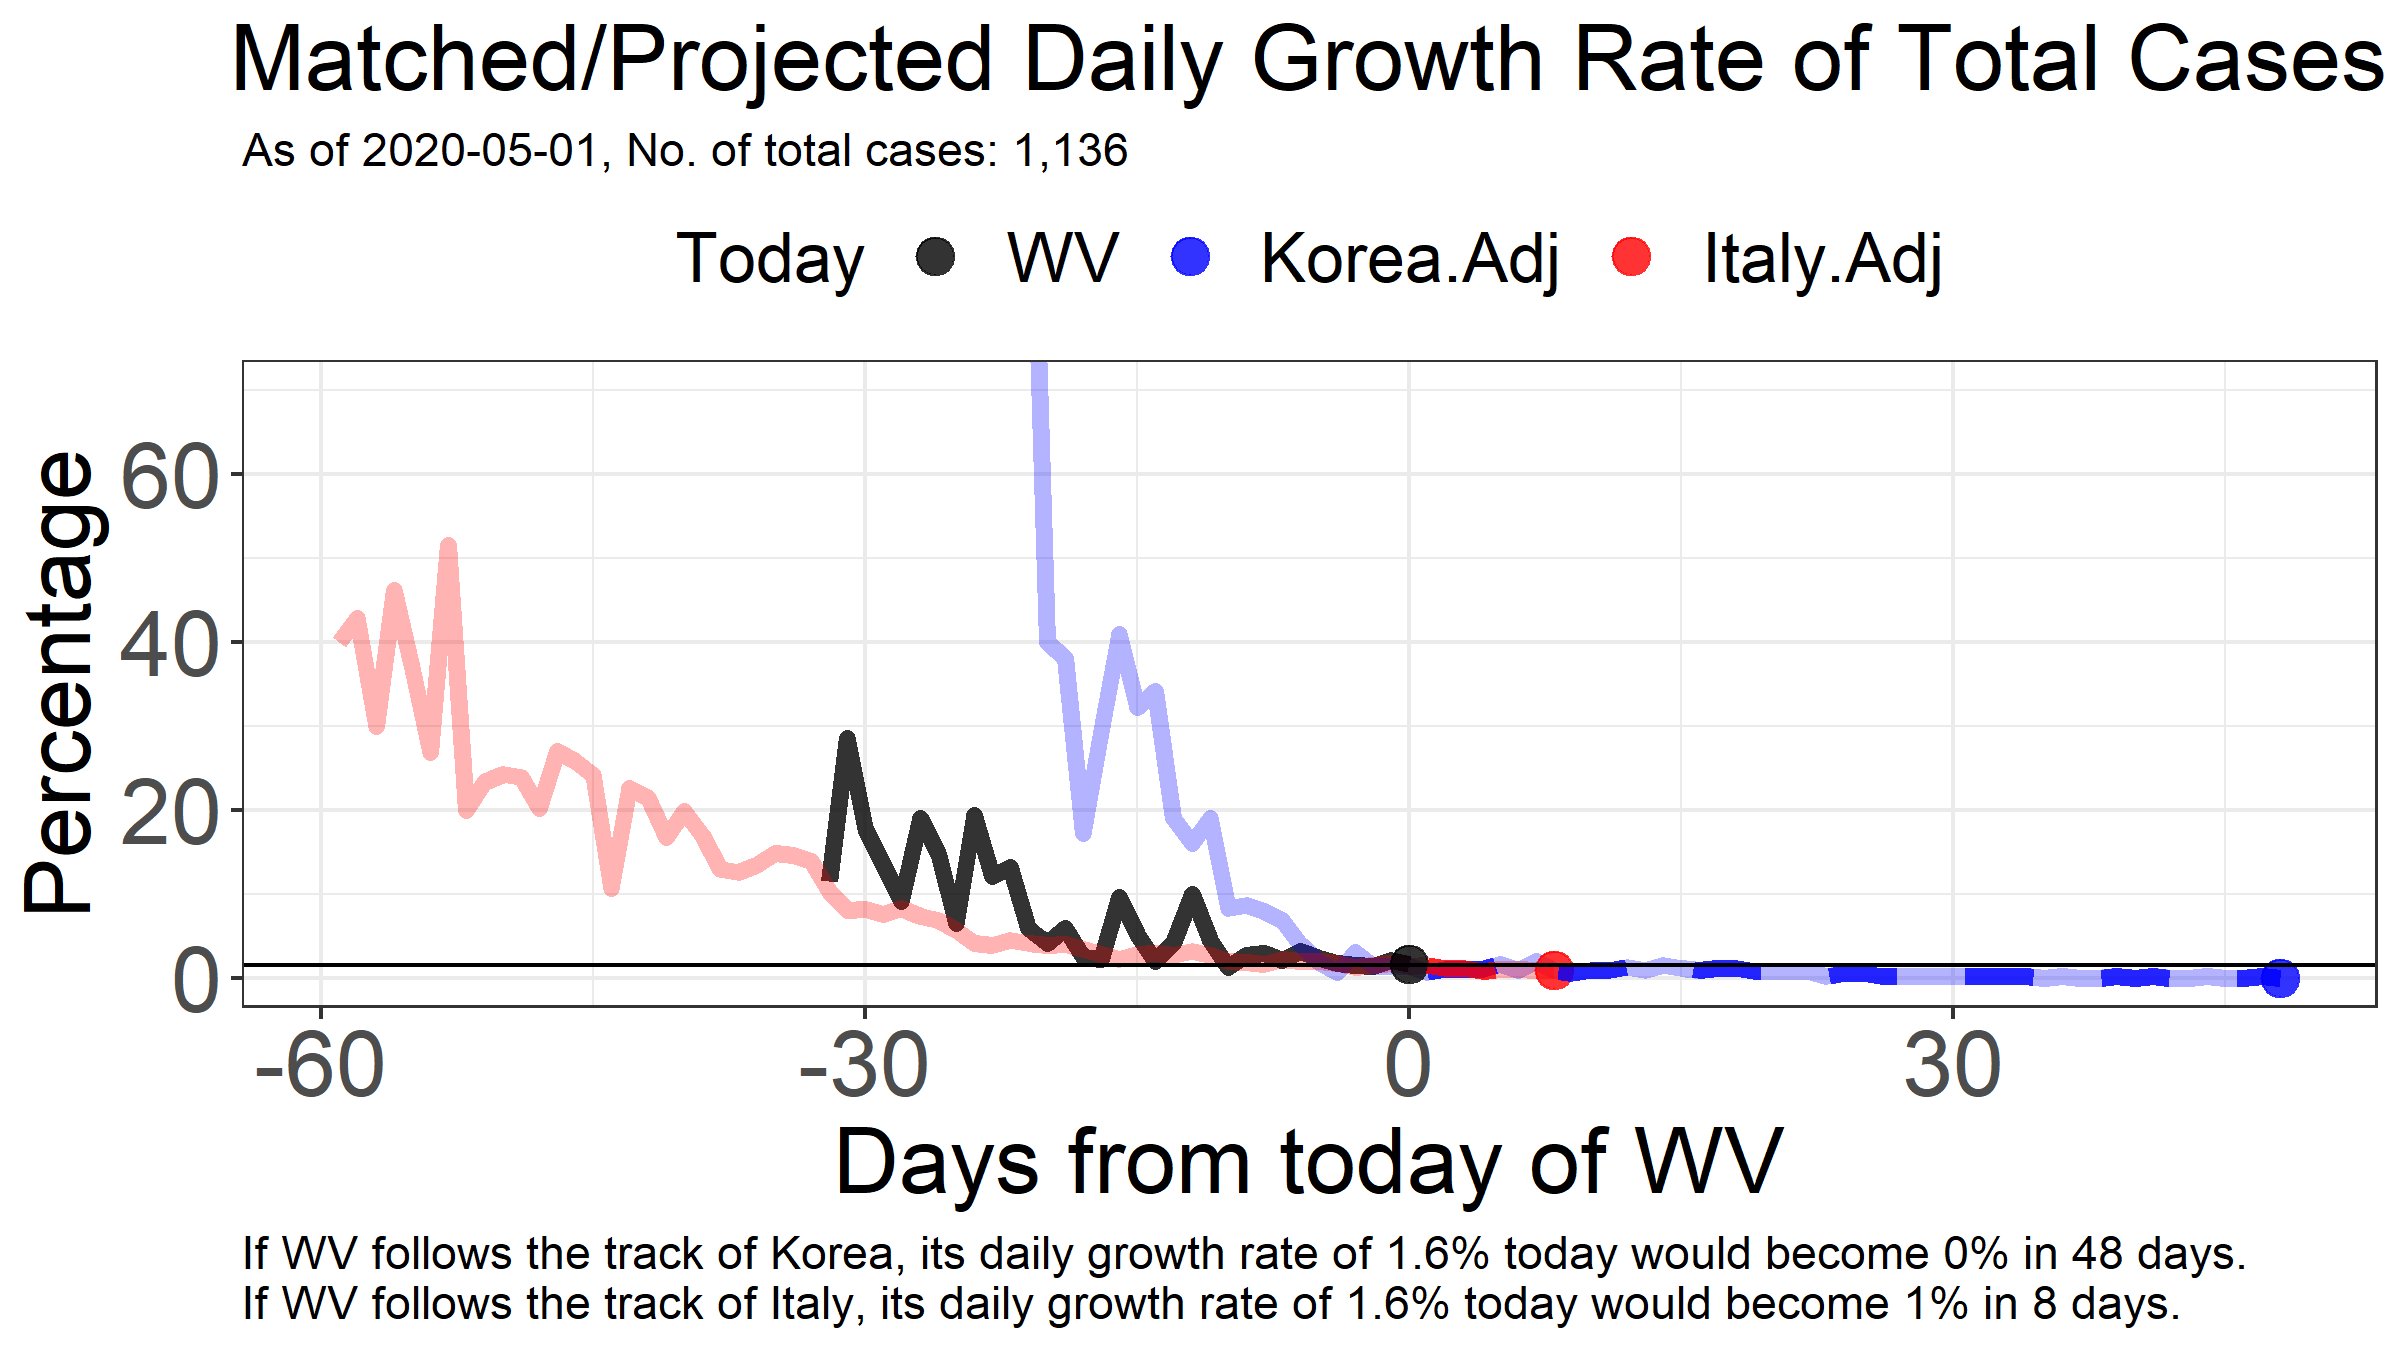 Matched/Projected Daily Growth Rate of Total Cases
As of 2020-05-01, No. of total cases: 1,136
Today WV Korea.Adj Italy.Adj
Percentage
60
40
20
0
-60 -30 0 30
Days from today of WV
If WV follows the track of Korea, its daily growth rate of 1.6% today would become 0% in 48 days.
If WV follows the track of Italy, its daily growth rate of 1.6% today would become 1% in 8 days.